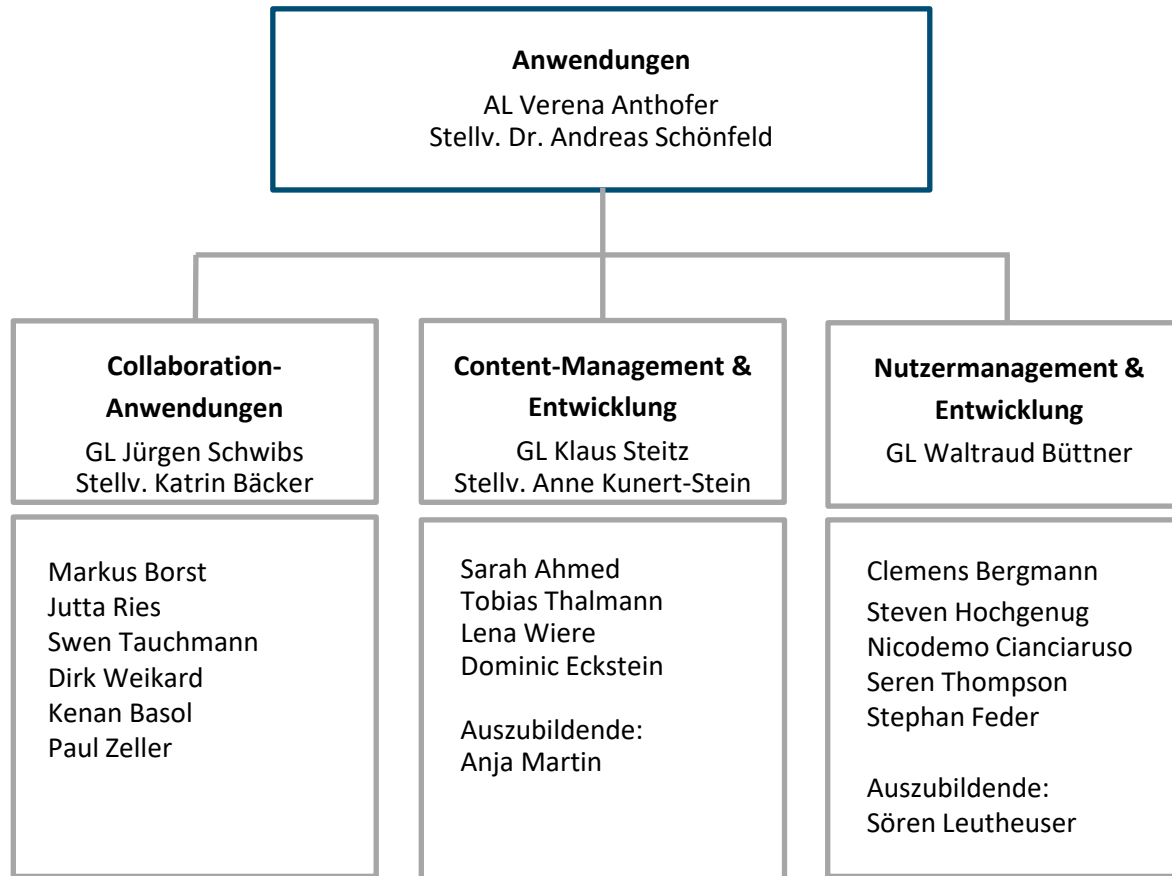 Anwendungen
AL Verena Anthofer
Stellv. Dr. Andreas Schönfeld
Collaboration-
Anwendungen
GL Jürgen Schwibs
Stellv. Katrin Bäcker
Markus Borst
Jutta Ries
Swen Tauchmann
Dirk Weikard
Kenan Basol
Paul Zeller
Content-Management &
Entwicklung
GL Klaus Steitz
Stellv. Anne Kunert-Stein
Sarah Ahmed
Tobias Thalmann
Lena Wiere
Dominic Eckstein
Auszubildende:
Anja Martin
Nutzermanagement &
Entwicklung
GL Waltraud Büttner
Clemens Bergmann
Steven Hochgenug
Nicodemo Cianciaruso
Seren Thompson
Stephan Feder
Auszubildende:
Sören Leutheuser